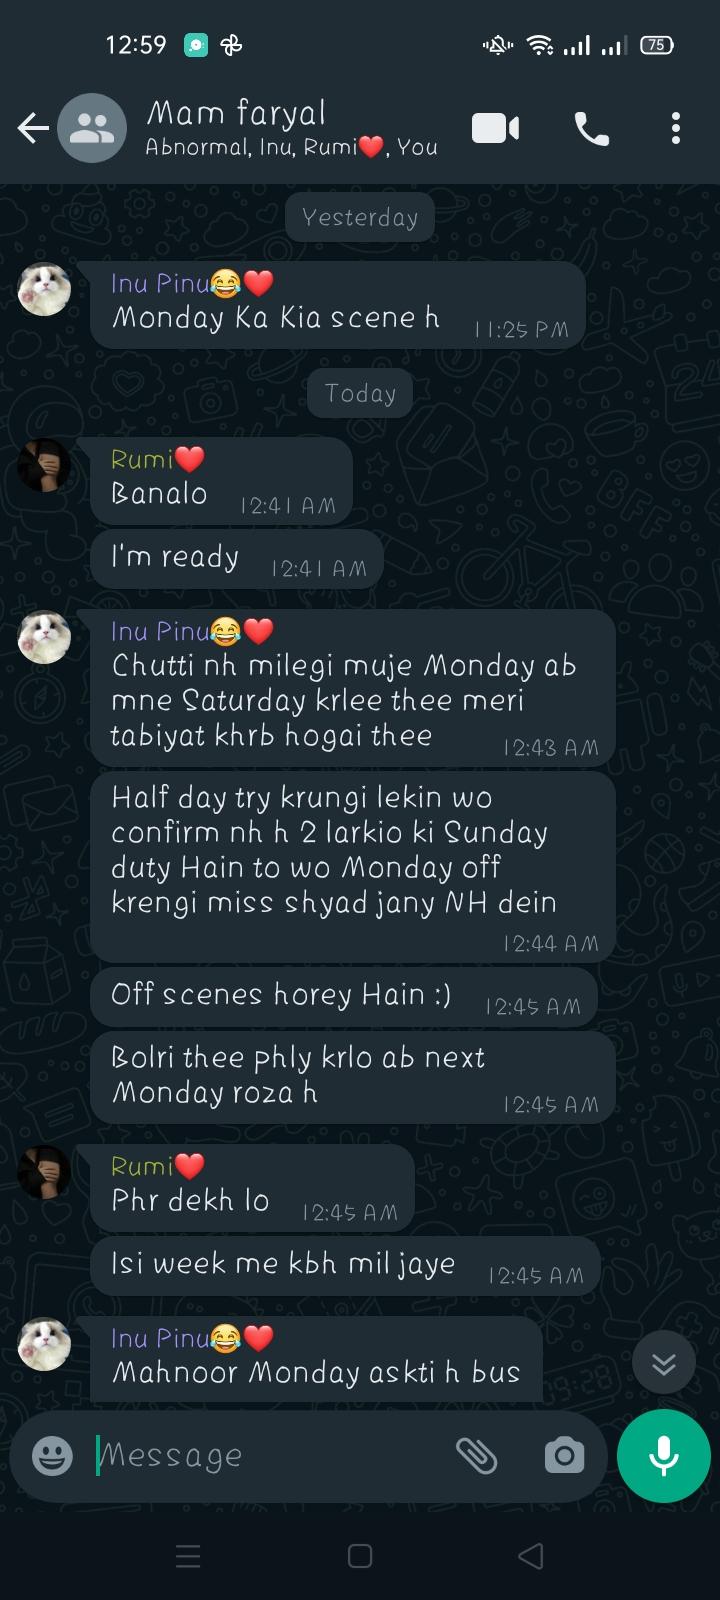 12:59
75
Mam faryal
Abnormal, Inu, Rumi❤️, You
Yesterday
Inu Pinu😂❤️
Monday Ka Kia scene h
11:25 PM
Today
Rumi❤️
Banalo
12:41 AM
I'm ready
12:41 AM
Inu Pinu😂❤️
Chutti nh milegi muje Monday ab
mne Saturday krlee thee meri
tabiyat khrb hogai thee
12:43 AM
Half day try krungi lekin wo
confirm nh h 2 larkio ki Sunday
duty Hain to wo Monday off
krengi miss shyad jany NH dein
12:44 AM
Off scenes horey Hain :)
12:45 AM
Bolri thee phly krlo ab next
Monday roza h
12:45 AM
Rumi❤️
Phr dekh lo
12:45 AM
Isi week me kbh mil jaye
12:45 AM
Inu Pinu😂❤️
Mahnoor Monday askti h bus
Message